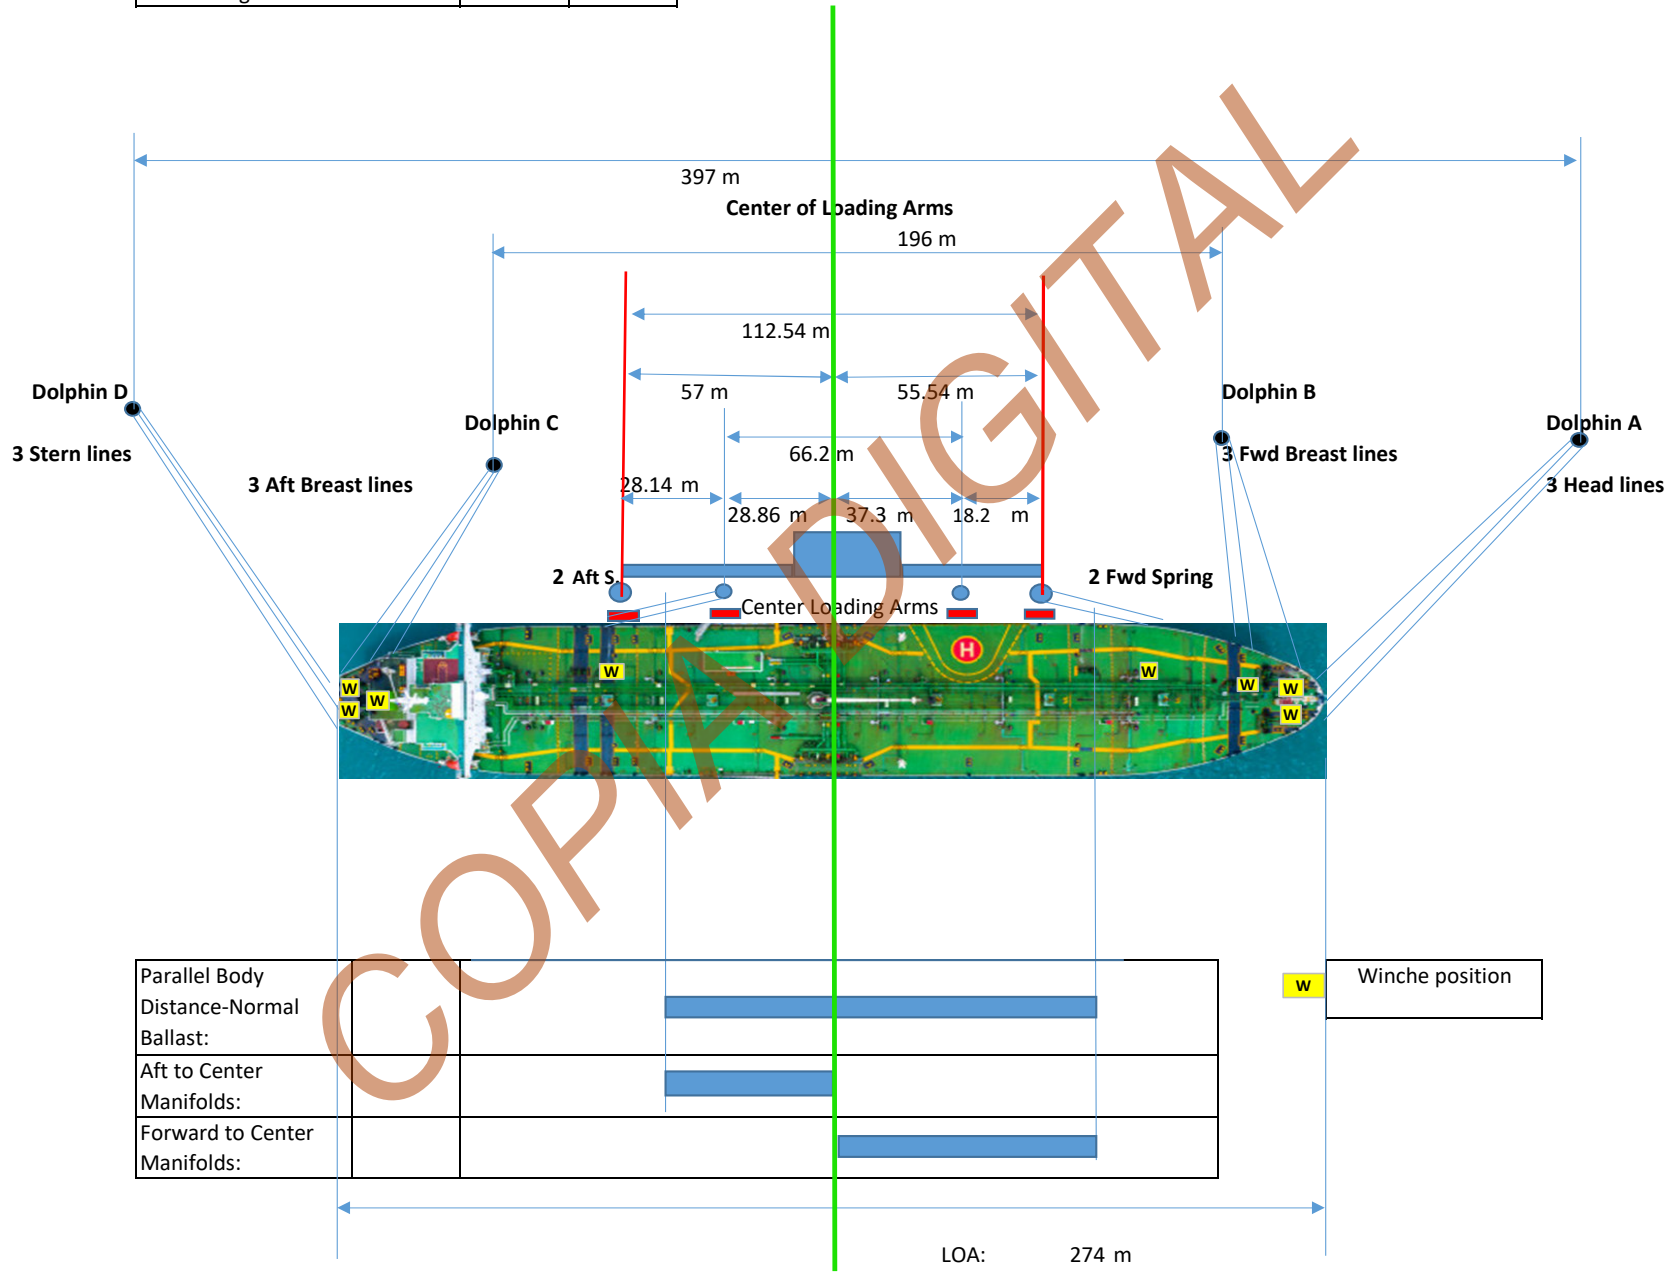 397 m
Center of Loading Arms
196 m
112.54 m
57 m
55.54 m
Dolphin D
Dolphin B
Dolphin C
Dolphin A
3 Stern lines
66.2 m
3 Fwd Breast lines
3 Aft Breast lines
28.14 m
3 Head lines
28.86 m
37.3 m
18.2 m
2 Aft S.
2 Fwd Spring
Center Loading Arms
H
W
W
W
W
W
W
W
W
COPIA DIGITAL
Parallel Body
Distance-Normal
Ballast:
W
Winche position
Aft to Center
Manifolds:
Forward to Center
Manifolds:
LOA: 274 m